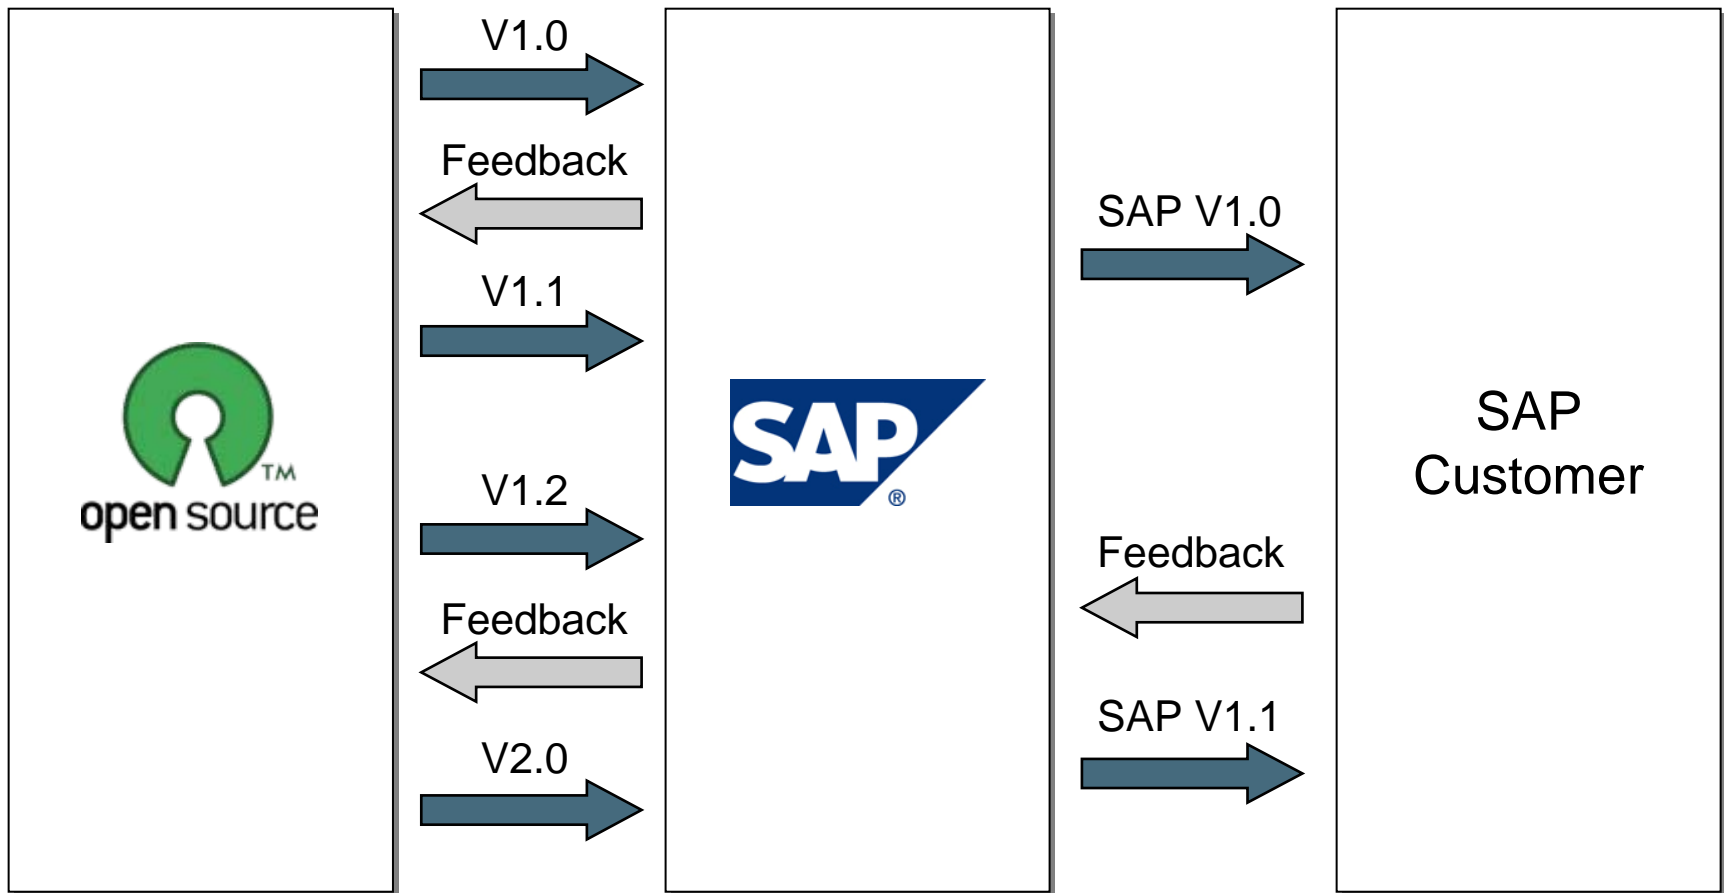 V1.0
Feedback
V1.1
V1.2
Feedback
V2.0
TM
open source
SAP
®
SAP V1.0
Feedback
SAP V1.1
SAP
Customer